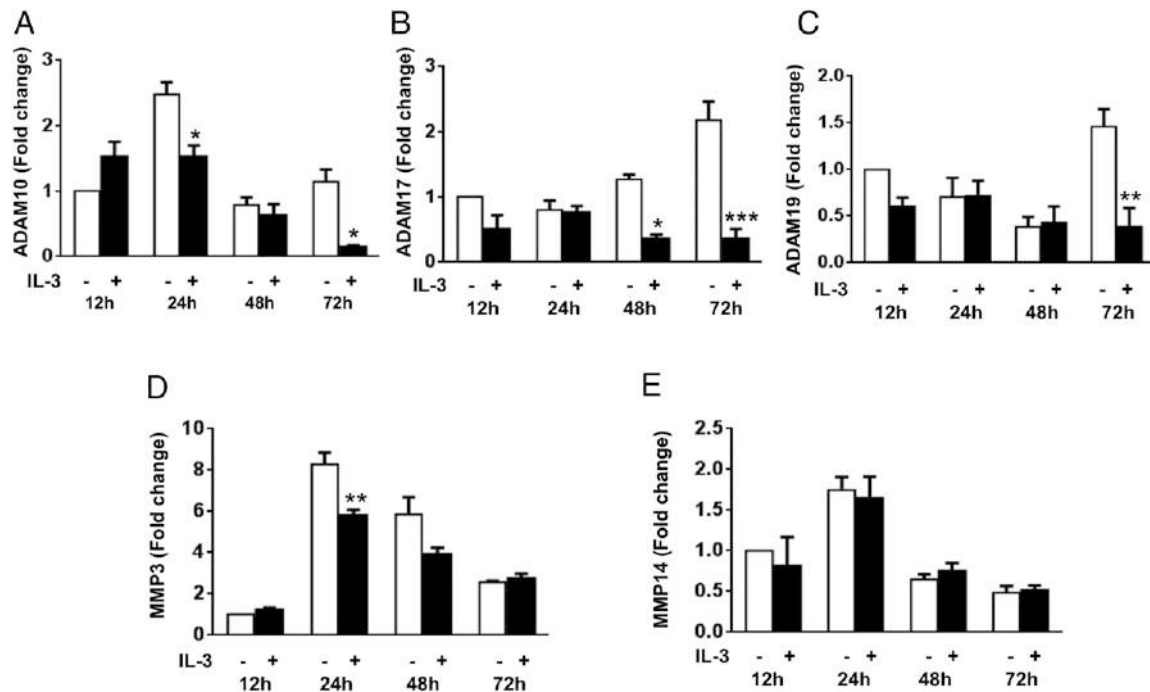 A
ADAM10 (Fold change)
3
2
1
0
*
*
IL-3 - + - + - + - +
12h 24h 48h 72h
B
ADAM17 (Fold change)
3
2
1
0
*
***
IL-3 - + - + - + - +
12h 24h 48h 72h
C
ADAM19 (Fold change)
2.0
1.5
1.0
0.5
0.0
**
IL-3 - + - + - + - +
12h 24h 48h 72h
D
MMP3 (Fold change)
10
8
6
4
2
0
**
IL-3 - + - + - + - +
12h 24h 48h 72h
E
MMP14 (Fold change)
2.5
2.0
1.5
1.0
0.5
0.0
IL-3 - + - + - + - +
12h 24h 48h 72h